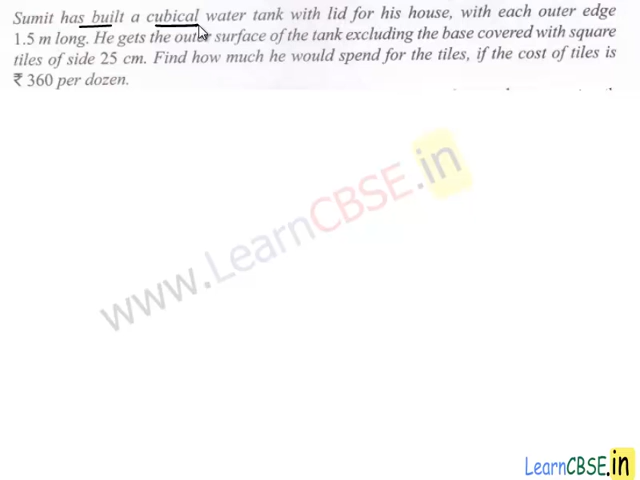 Sumit has built a cubical water tank with lid for his house, with each outer edge
1.5 m long. He gets the outer surface of the tank excluding the base covered with square
tiles of side 25 cm. Find how much he would spend for the tiles, if the cost of tiles is
₹ 360 per dozen.
www.LearnCBSE.in
LearnCBSE.in